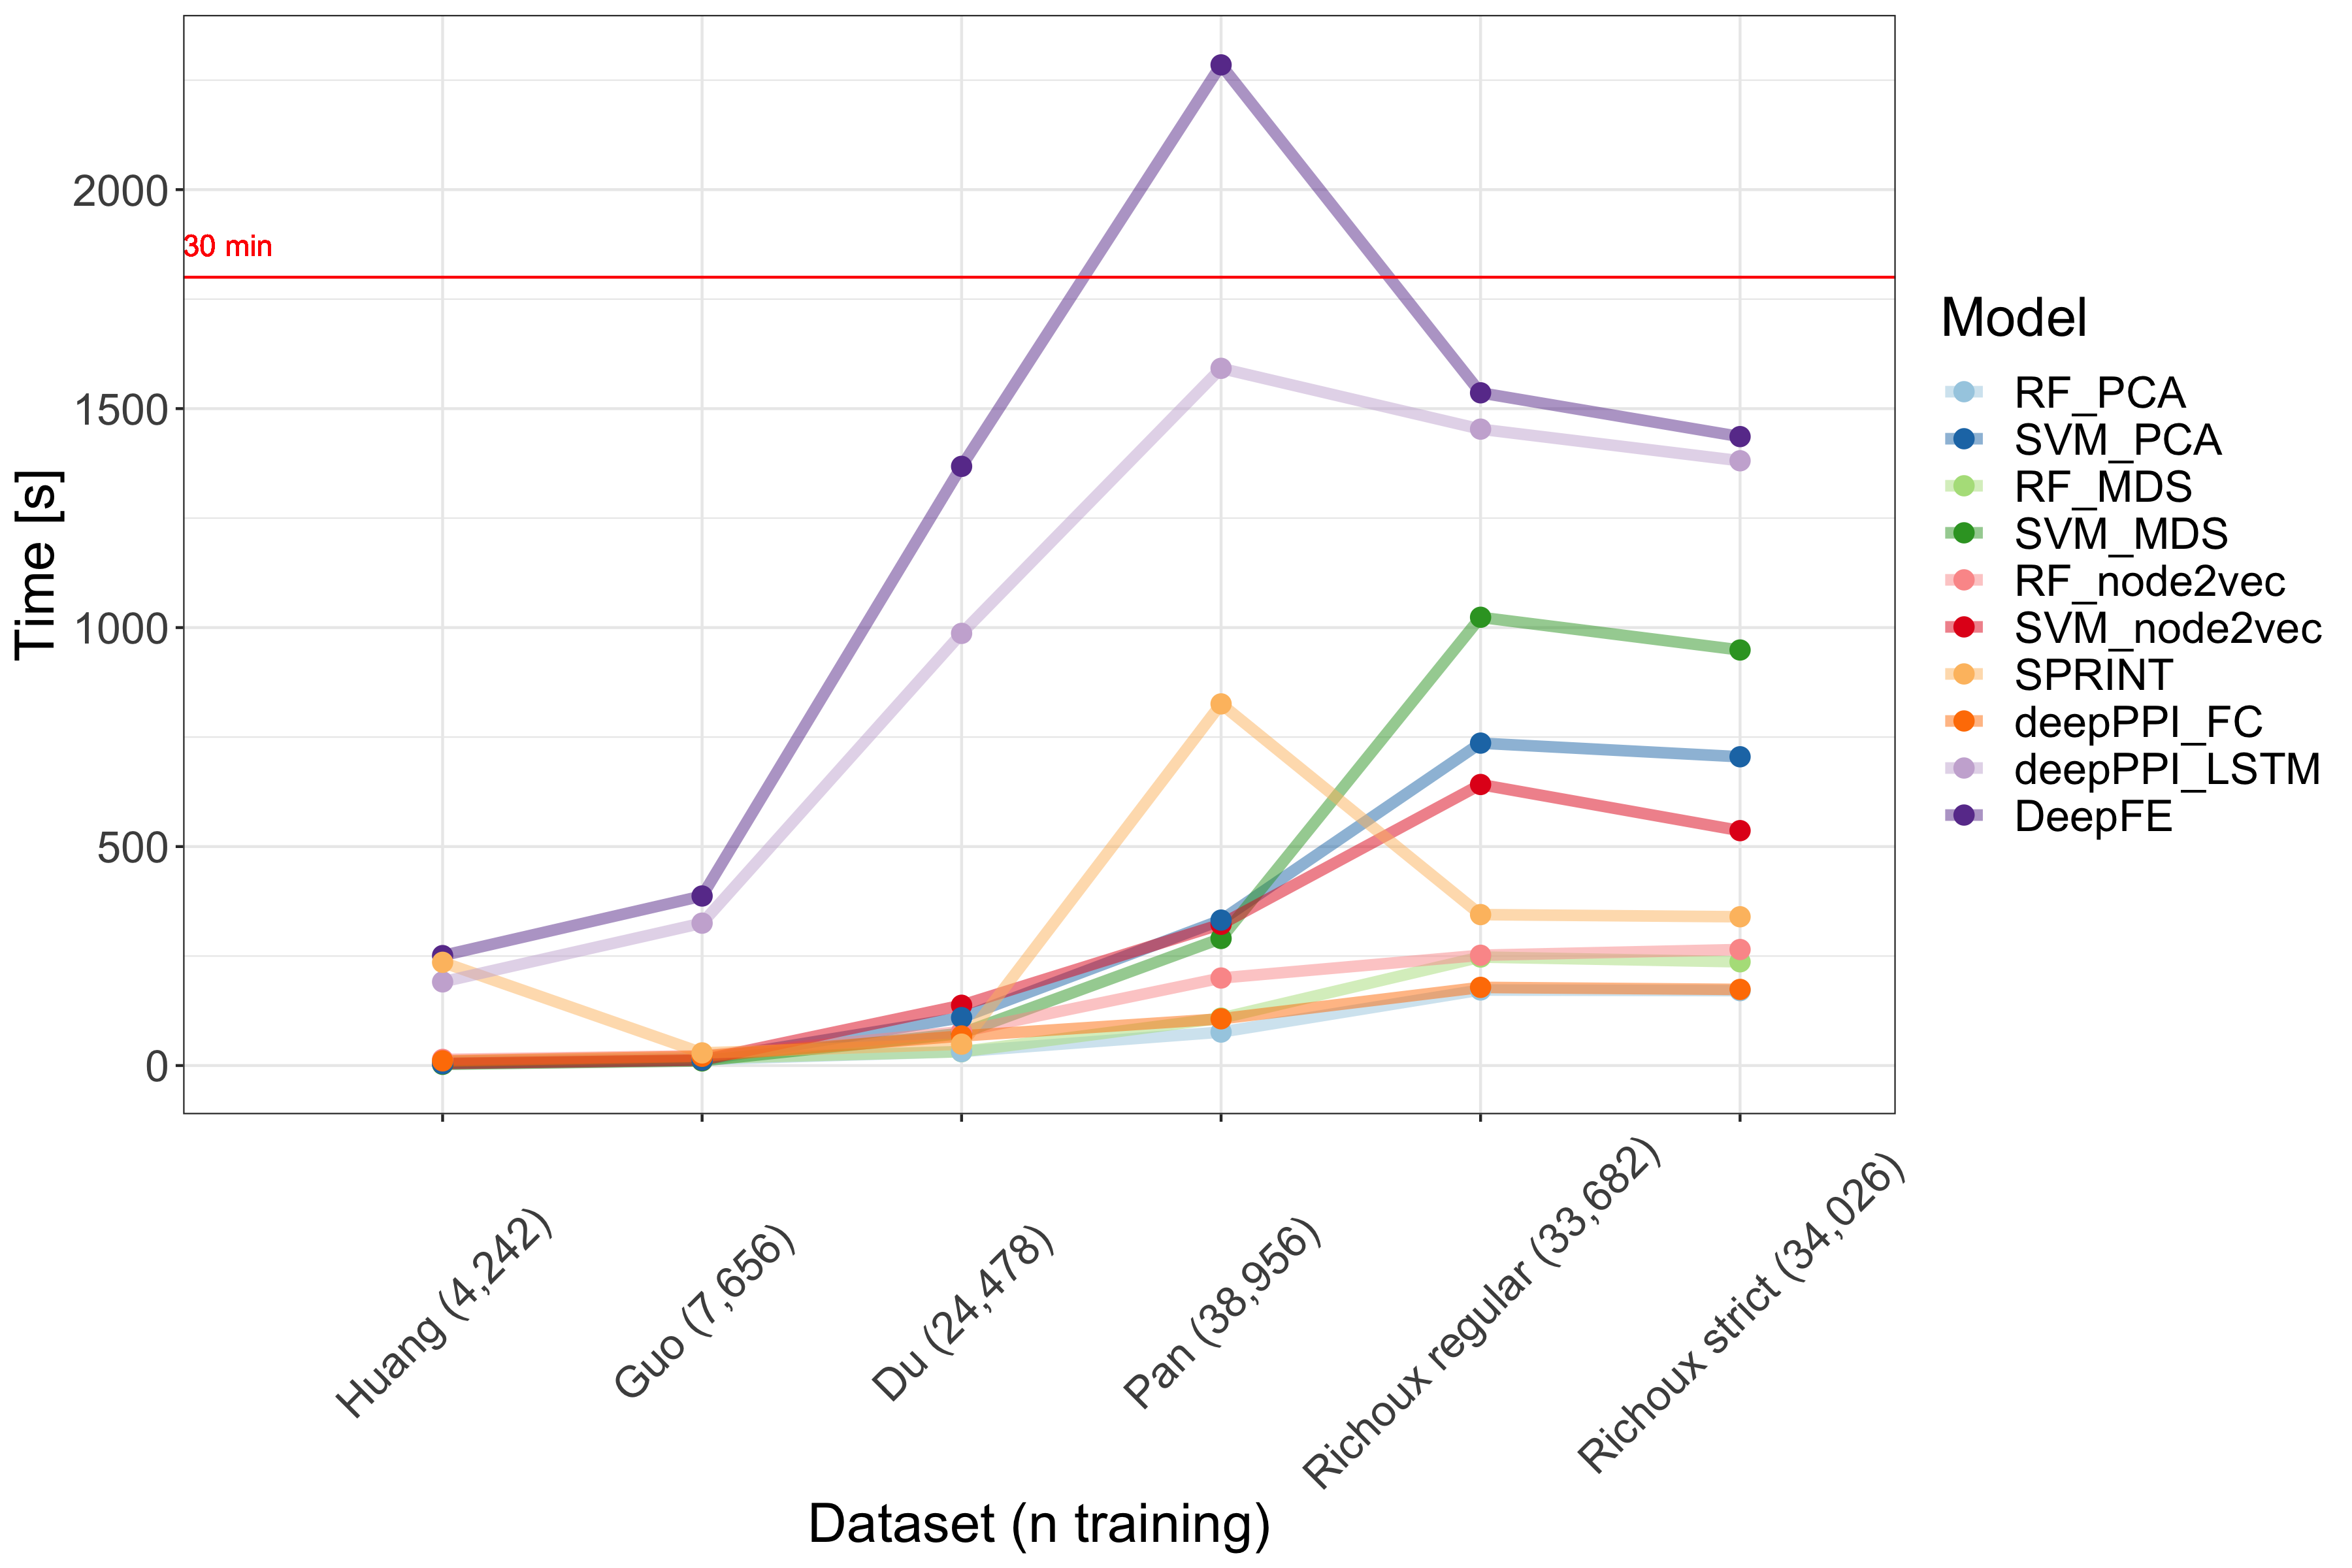 2000
1500
1000
500
0
Time [s]
30 min
Huang (4,242)
Guo (7,656)
Du (24,478)
Pan (38,956)
Richoux regular (33,682)
Richoux strict (34,026)
Dataset (n training)
Model
RF_PCA
SVM_PCA
RF_MDS
SVM_MDS
RF_node2vec
SVM_node2vec
SPRINT
deepPPI_FC
deepPPI_LSTM
DeepFE